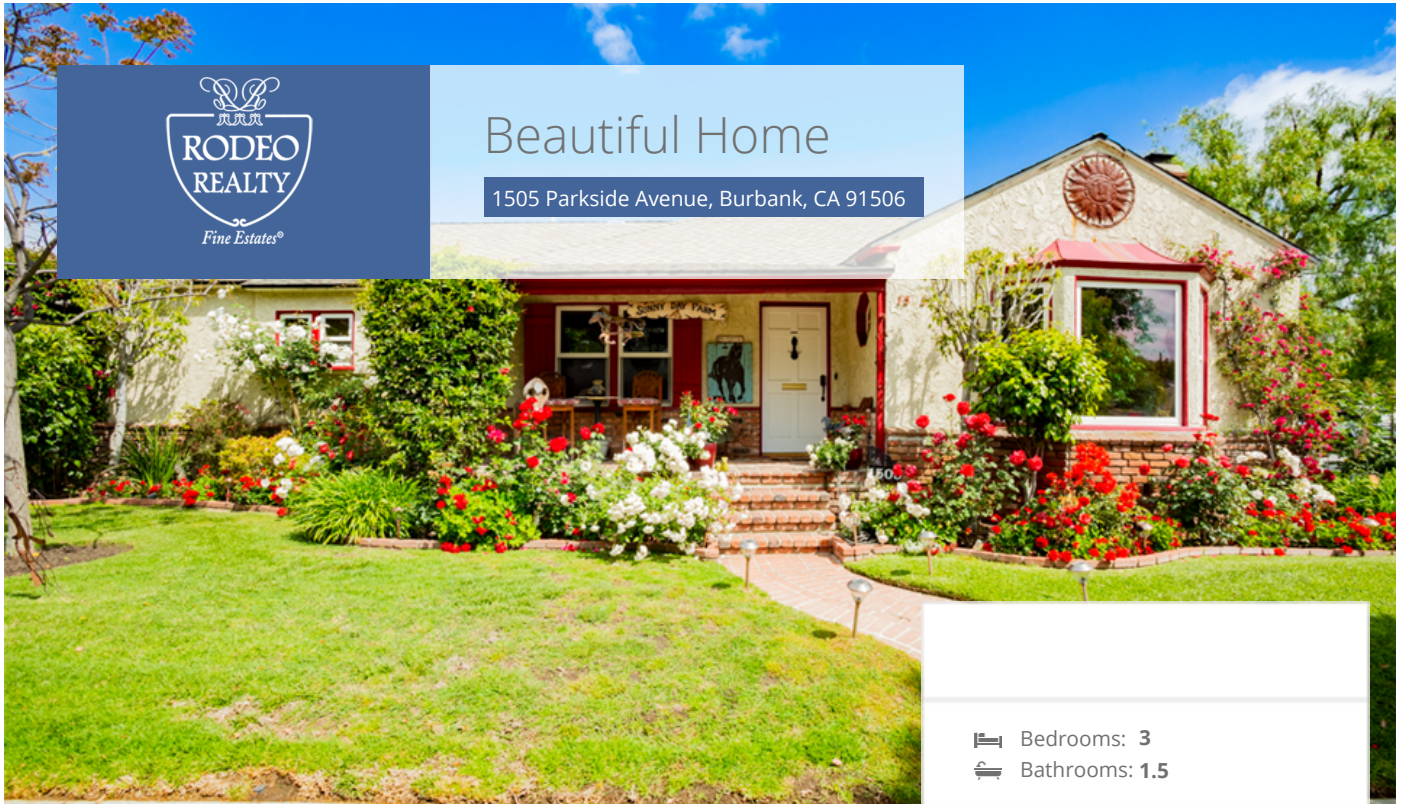 RODEO
REALTY
Fine Estates®
Beautiful Home
1505 Parkside Avenue, Burbank, CA 91506
SUNNY DAY FARM
Bedrooms: 3
Bathrooms: 1.5